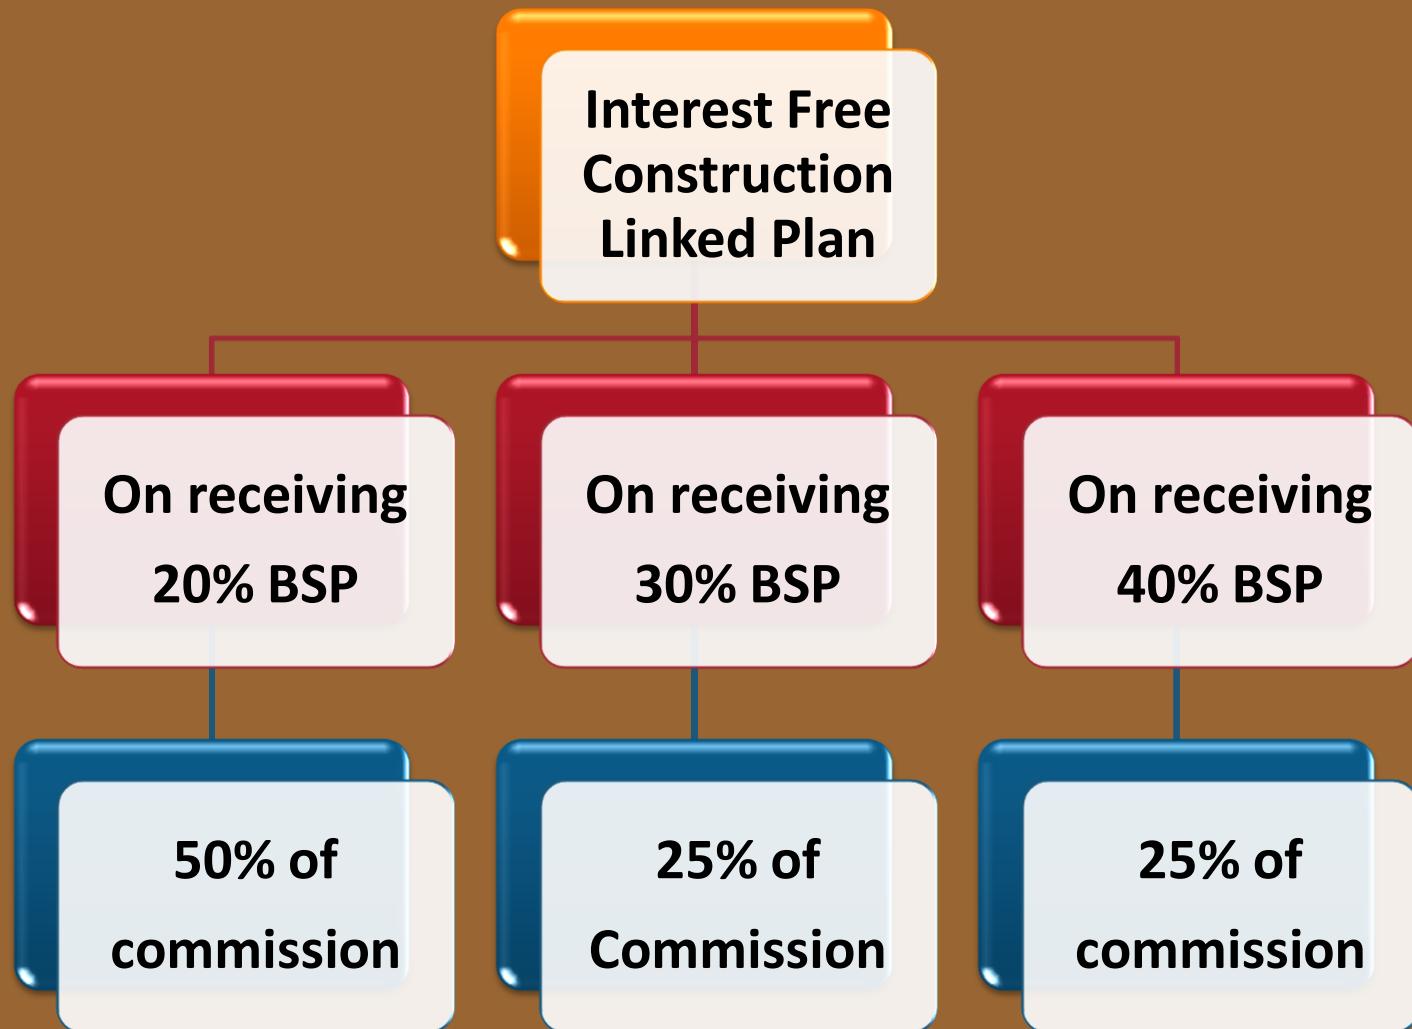 Interest Free
Construction
Linked Plan
On receiving
20% BSP
On receiving
30% BSP
On receiving
40% BSP
50% of
commission
25% of
Commission
25% of
commission